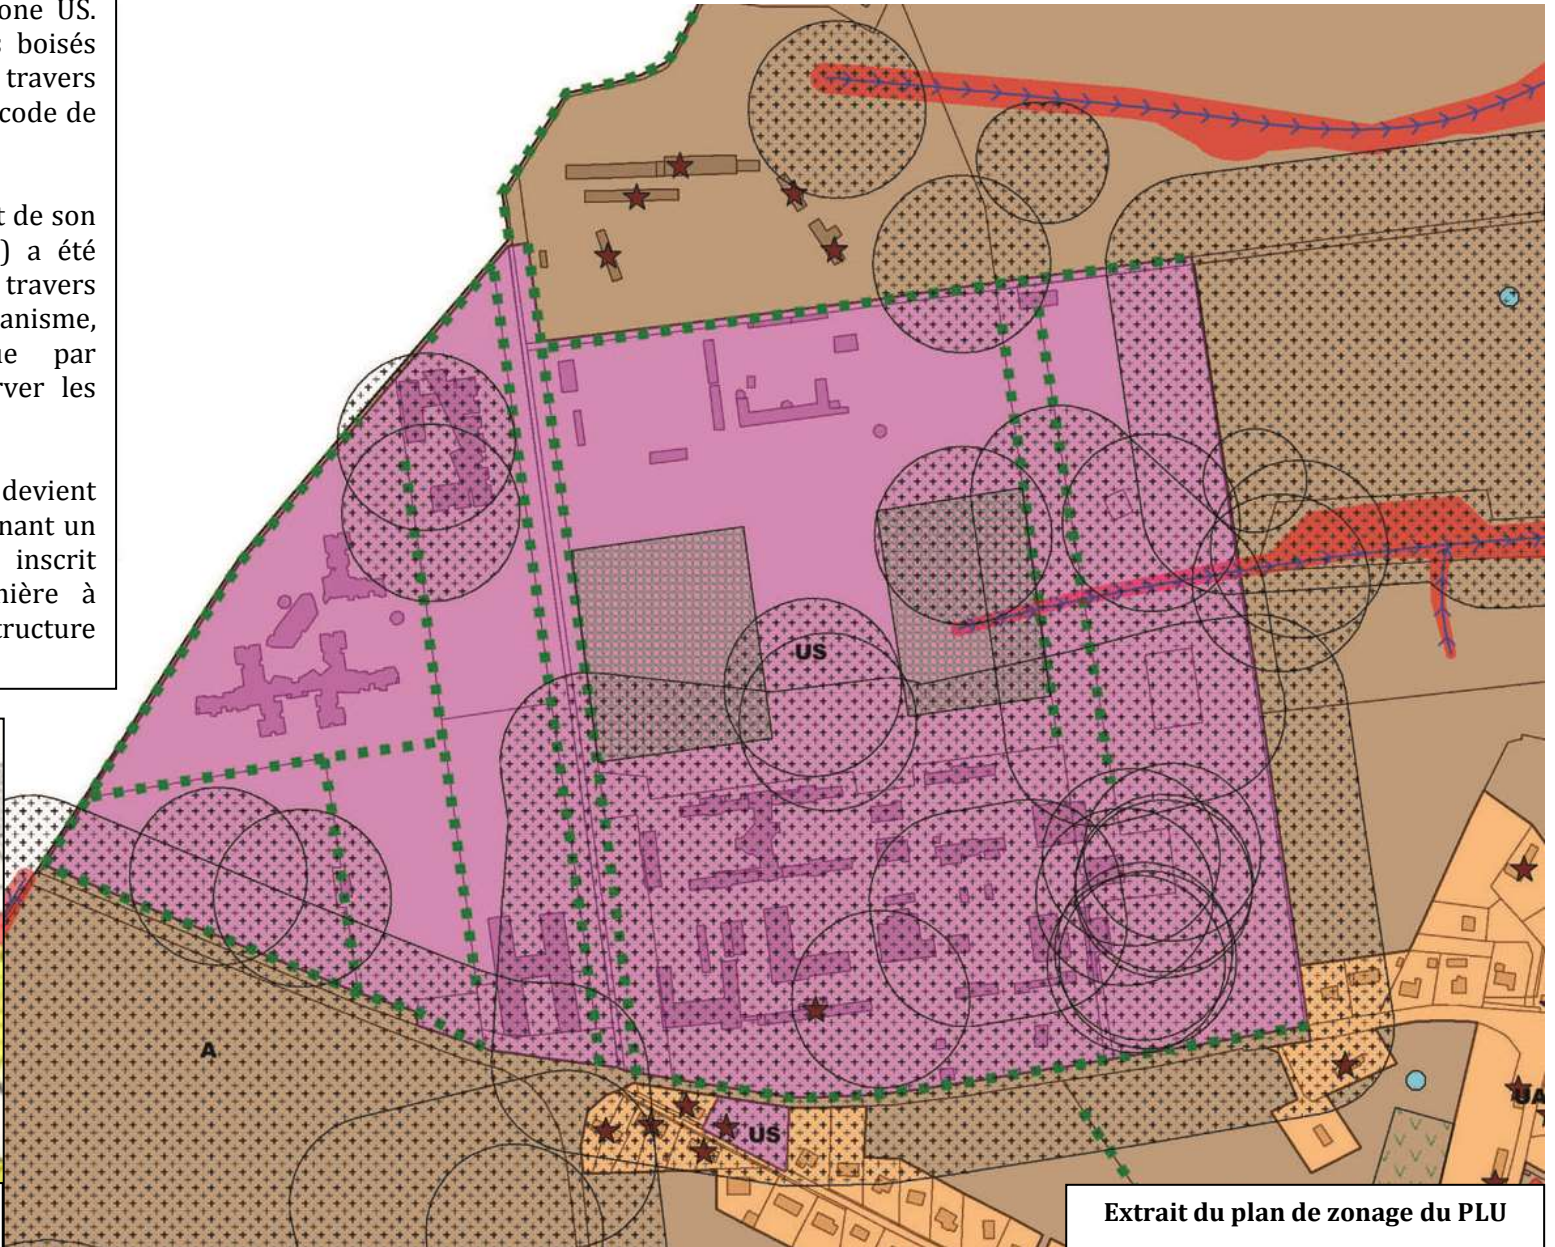 one US.
s boisés
travers
code de
t de son
) a été
travers
anisme,
ue par
rver les
devient
nant un
inscrit
nière à
tructure
US
A
US
UA
Extrait du plan de zonage du PLU